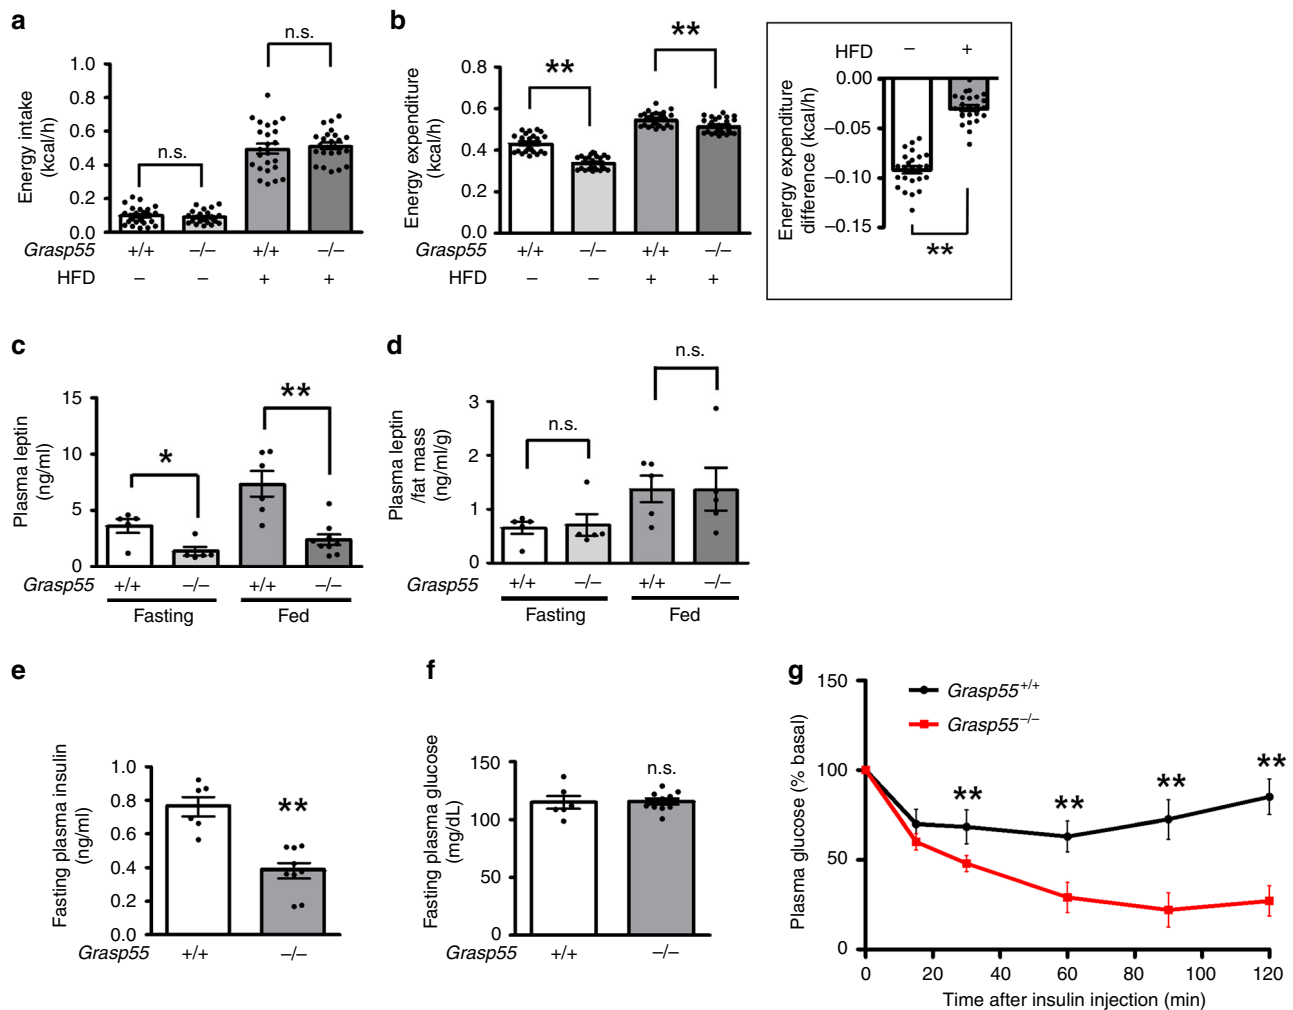 a
n.s.
n.s.
Energy intake
(kcal/h)
1.0
0.8
0.6
0.4
0.2
0.0
Grasp55 +/+ −/− +/+ −/−
HFD − − + +
b
**
**
Energy expenditure
(kcal/h)
0.8
0.6
0.4
0.2
0.0
Grasp55 +/+ −/− +/+ −/−
HFD − − + +
HFD − +
Energy expenditure
difference (kcal/h)
0.00
−0.05
−0.10
−0.15
**
c
*
**
Plasma leptin
(ng/ml)
15
10
5
0
Grasp55 +/+ −/− +/+ −/−
Fasting Fed
d
n.s.
n.s.
Plasma leptin
/fat mass
(ng/ml/g)
3
2
1
0
Grasp55 +/+ −/− +/+ −/−
Fasting Fed
e
**
Fasting plasma insulin
(ng/ml)
1.0
0.8
0.6
0.4
0.2
0.0
Grasp55 +/+ −/−
f
n.s.
Fasting plasma glucose
(mg/dL)
150
100
50
0
Grasp55 +/+ −/−
g
Grasp55+/+
Grasp55−/−
** ** ** **
Plasma glucose (% basal)
150
100
50
0
0 20 40 60 80 100 120
Time after insulin injection (min)